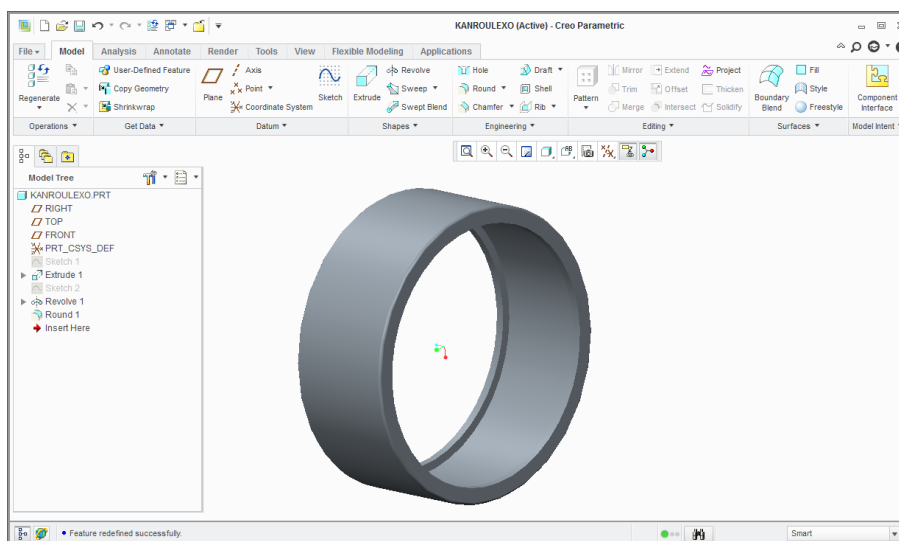 KANROULEXO (Active) - Creo Parametric
File Model Analysis Annotate Render Tools View Flexible Modeling Applications
Regenerate
User-Defined Feature
Copy Geometry
Shrinkwrap
Plane
Axis
Point
Coordinate System
Sketch
Extrude
Revolve
Sweep
Swept Blend
Hole
Round
Chamfer
Draft
Shell
Rib
Pattern
Mirror
Extend
Project
Trim
Offset
Thicken
Merge
Intersect
Solidify
Boundary
Blend
Fill
Style
Freestyle
Component
Interface
Operations Get Data Datum Shapes Engineering Editing Surfaces Model Intent
Model Tree
KANROULEXO.PRT
RIGHT
TOP
FRONT
PRT_CSYS_DEF
Sketch 1
Extrude 1
Sketch 2
Revolve 1
Round 1
Insert Here
Feature redefined successfully.
Smart